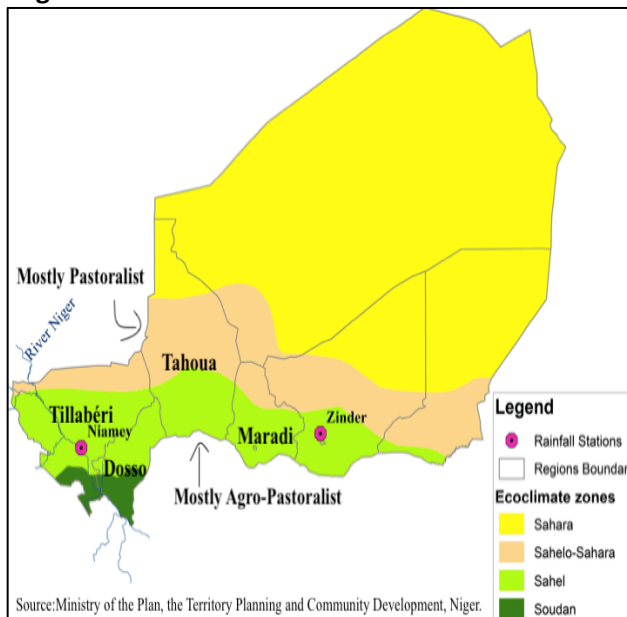 Mostly Pastoralist
River Niger
Tahoua
Tillabéri
Niamey
Dosso
Maradi
Zinder
Mostly Agro-Pastoralist
Legend
Rainfall Stations
Regions Boundar
Ecoclimate zones
Sahara
Sahelo-Sahara
Sahel
Soudan
Source:Ministry of the Plan, the Territory Planning and Community Development, Niger.